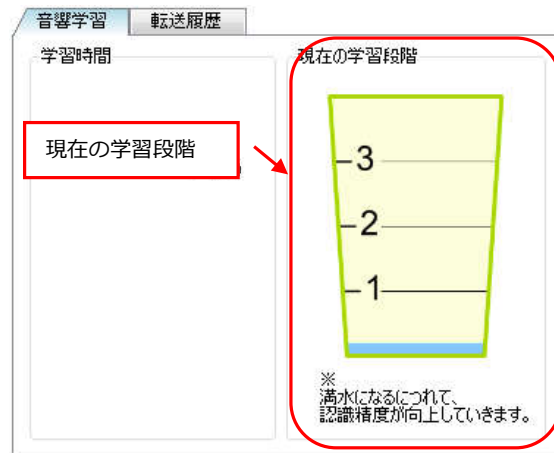 音響学習
転送履歴
学習時間
現在の学習段階
現在の学習段階
3
2
1
※
満水になるにつれて、
認識精度が向上していきます。